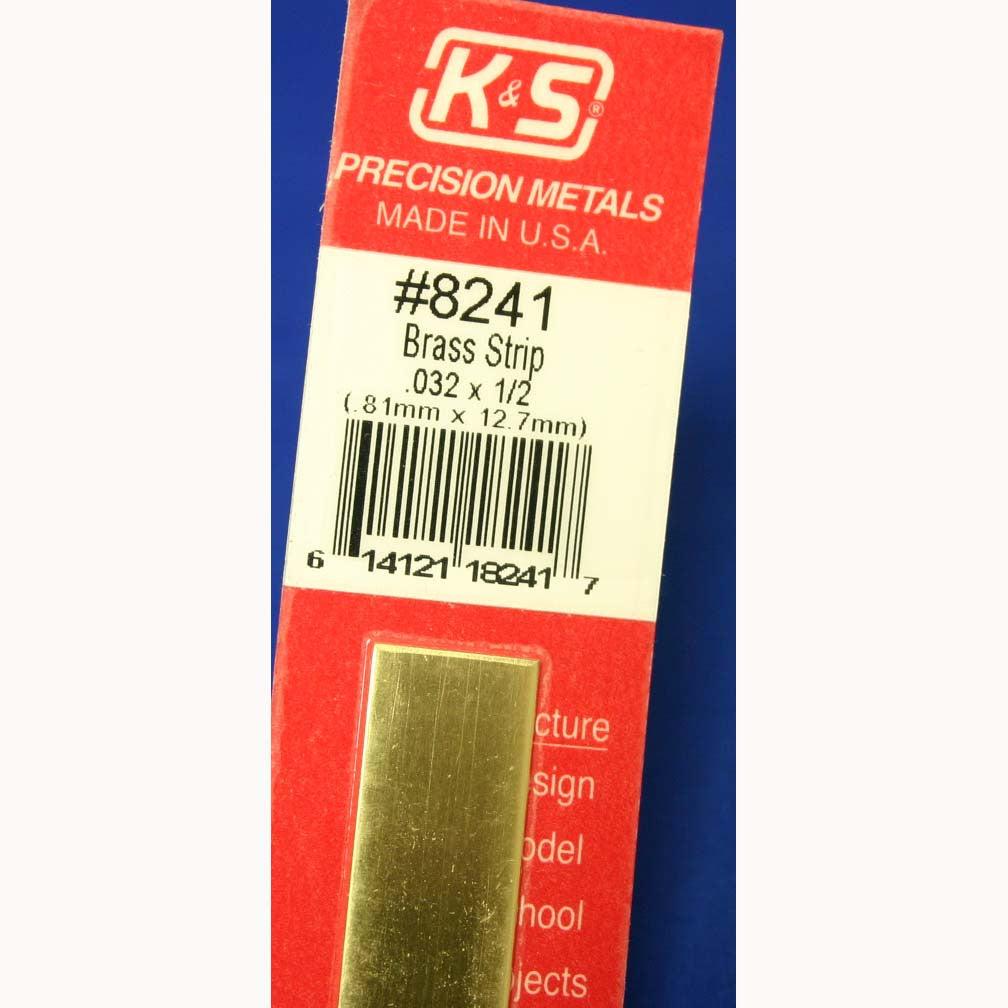 K&S®
PRECISION METALS
MADE IN U.S.A.
#8241
Brass Strip
.032 x 1/2
(.81mm x 12.7mm)
6 14121 18241 7
cture
sign
odel
hool
jects